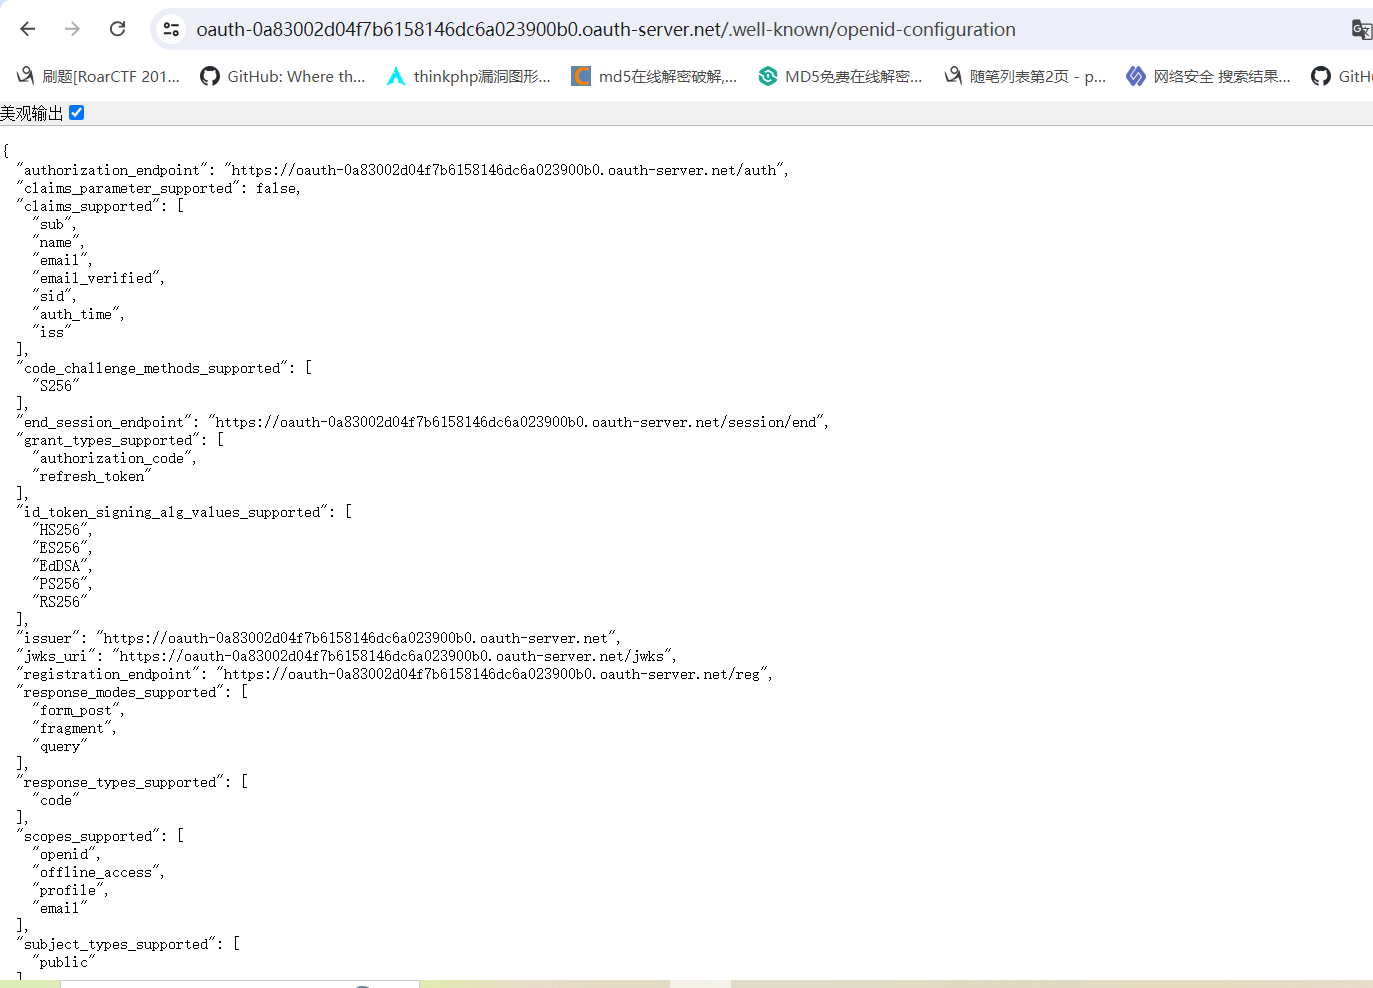 oauth-0a83002d04f7b6158146dc6a023900b0.oauth-server.net/.well-known/openid-configuration
刷题[RoarCTF 201... GitHub: Where th... thinkphp漏洞图形... md5在线解密破解,... MD5免费在线解密... 随笔列表第2页 - p... 网络安全 搜索结果... GitH
美观输出
{
"authorization_endpoint": "https://oauth-0a83002d04f7b6158146dc6a023900b0.oauth-server.net/auth",
"claims_parameter_supported": false,
"claims_supported": [
"sub",
"name",
"email",
"email_verified",
"sid",
"auth_time",
"iss"
],
"code_challenge_methods_supported": [
"S256"
],
"end_session_endpoint": "https://oauth-0a83002d04f7b6158146dc6a023900b0.oauth-server.net/session/end",
"grant_types_supported": [
"authorization_code",
"refresh_token"
],
"id_token_signing_alg_values_supported": [
"HS256",
"ES256",
"EdDSA",
"PS256",
"RS256"
],
"issuer": "https://oauth-0a83002d04f7b6158146dc6a023900b0.oauth-server.net",
"jwks_uri": "https://oauth-0a83002d04f7b6158146dc6a023900b0.oauth-server.net/jwks",
"registration_endpoint": "https://oauth-0a83002d04f7b6158146dc6a023900b0.oauth-server.net/reg",
"response_modes_supported": [
"form_post",
"fragment",
"query"
],
"response_types_supported": [
"code"
],
"scopes_supported": [
"openid",
"offline_access",
"profile",
"email"
],
"subject_types_supported": [
"public"
]